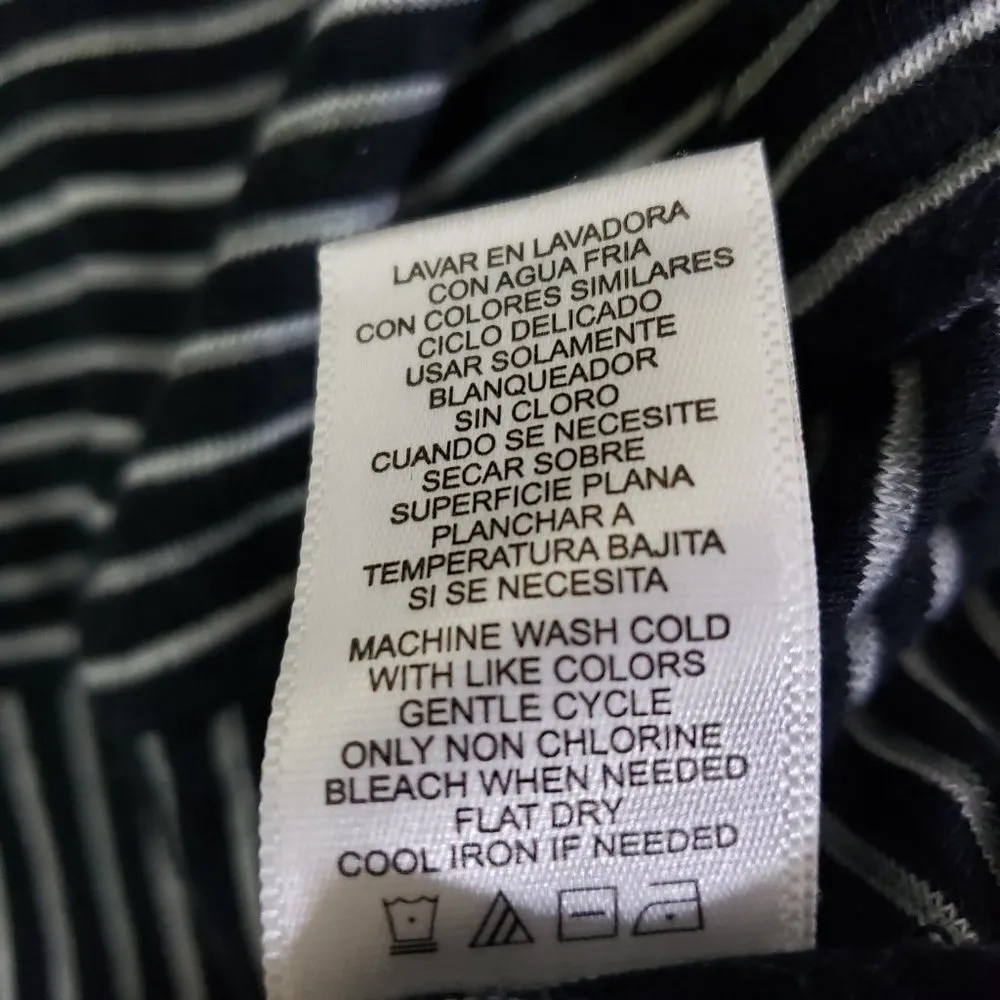 LAVAR EN LAVADORA
CON AGUA FRIA
CON COLORES SIMILARES
CICLO DELICADO
USAR SOLAMENTE
BLANQUEADOR
SIN CLORO
CUANDO SE NECESITE
SECAR SOBRE
SUPERFICIE PLANA
PLANCHAR A
TEMPERATURA BAJITA
SI SE NECESITA
MACHINE WASH COLD
WITH LIKE COLORS
GENTLE CYCLE
ONLY NON CHLORINE
BLEACH WHEN NEEDED
FLAT DRY
COOL IRON IF NEEDED